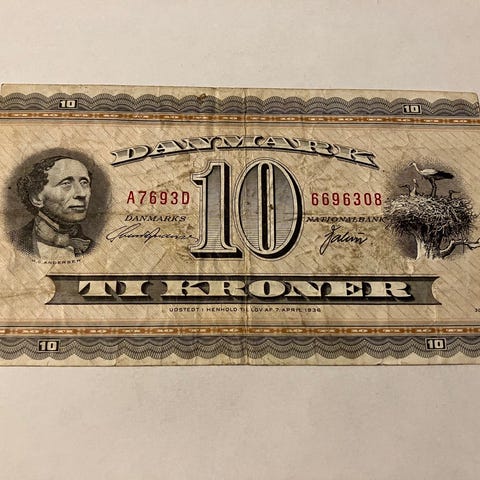 10 10
DANMARK
A7693D 10 6696308
DANMARKS NATIONALBANK
H.C. ANDERSEN
TI KRONER
UDSTEDT I HENHOLD TIL LOV AF 7. APRIL 1936
10 10